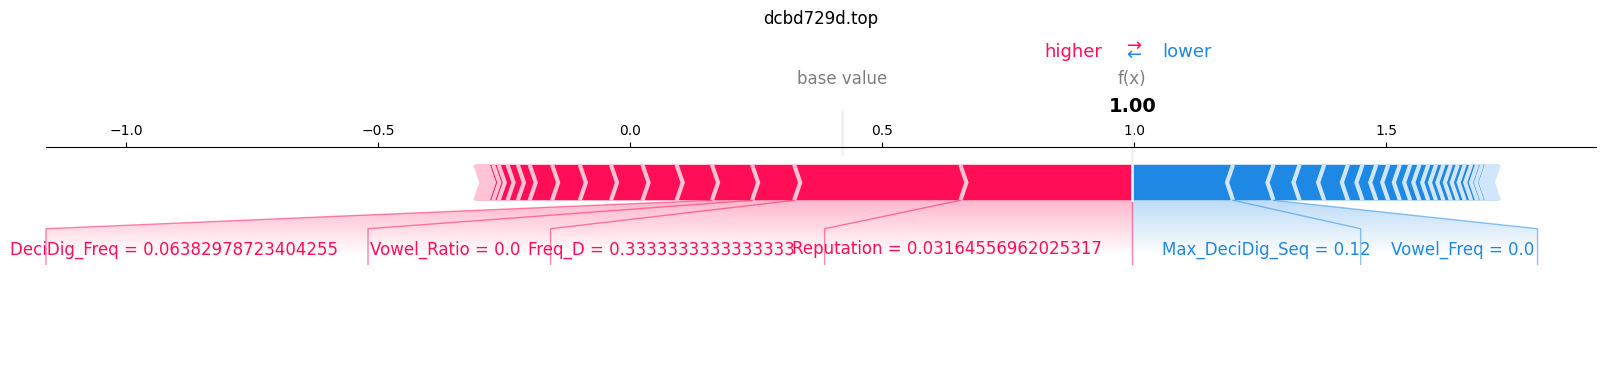 dcbd729d.top
higher → ← lower
base value f(x)
1.00
−1.0 −0.5 0.0 0.5 1.0 1.5
DeciDig_Freq = 0.06382978723404255 Vowel_Ratio = 0.0 Freq_D = 0.3333333333333333 Reputation = 0.03164556962025317 Max_DeciDig_Seq = 0.12 Vowel_Freq = 0.0